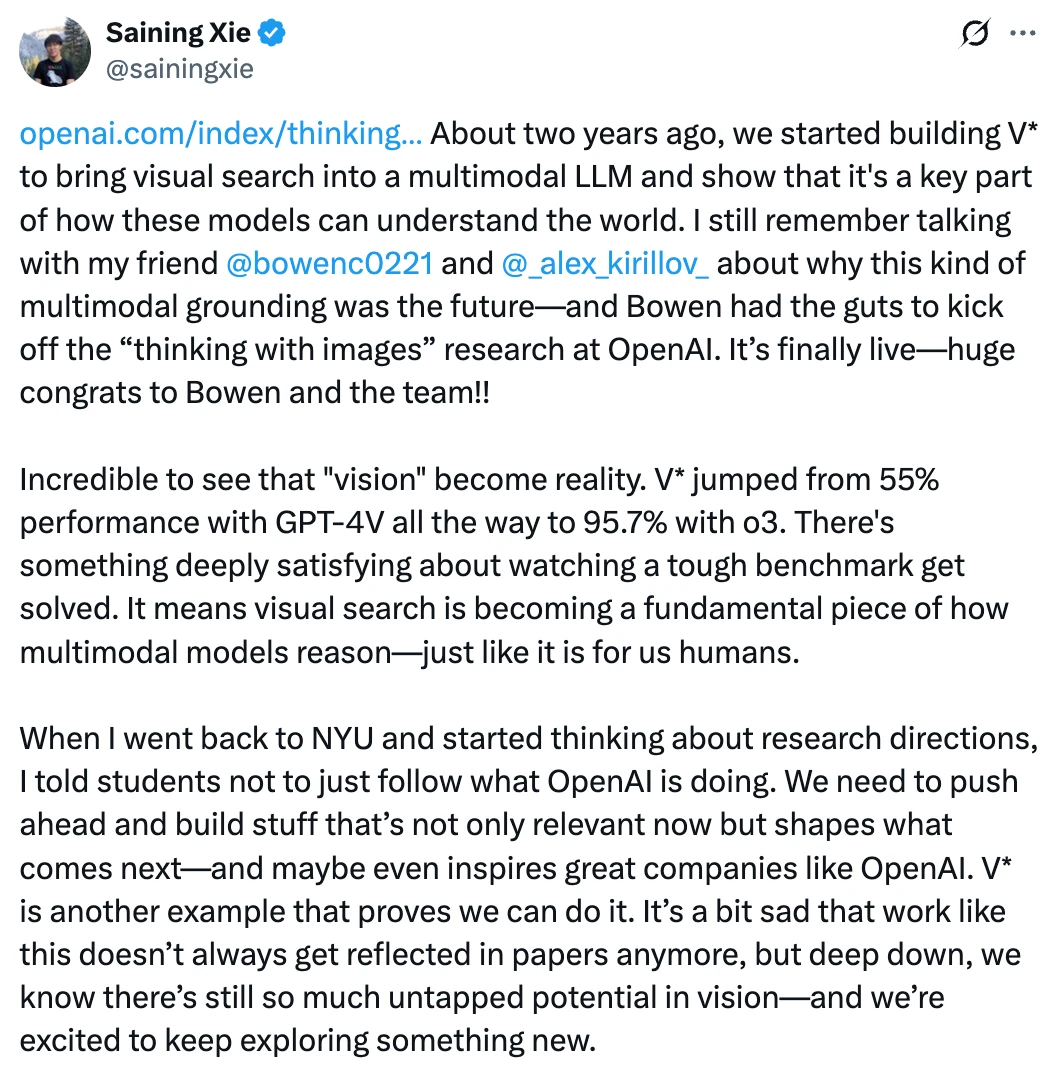 Saining Xie
@sainingxie
openai.com/index/thinking... About two years ago, we started building V*
to bring visual search into a multimodal LLM and show that it's a key part
of how these models can understand the world. I still remember talking
with my friend @bowenc0221 and @_alex_kirillov_ about why this kind of
multimodal grounding was the future—and Bowen had the guts to kick
off the “thinking with images” research at OpenAI. It’s finally live—huge
congrats to Bowen and the team!!
Incredible to see that "vision" become reality. V* jumped from 55%
performance with GPT-4V all the way to 95.7% with o3. There's
something deeply satisfying about watching a tough benchmark get
solved. It means visual search is becoming a fundamental piece of how
multimodal models reason—just like it is for us humans.
When I went back to NYU and started thinking about research directions,
I told students not to just follow what OpenAI is doing. We need to push
ahead and build stuff that’s not only relevant now but shapes what
comes next—and maybe even inspires great companies like OpenAI. V*
is another example that proves we can do it. It’s a bit sad that work like
this doesn’t always get reflected in papers anymore, but deep down, we
know there’s still so much untapped potential in vision—and we’re
excited to keep exploring something new.